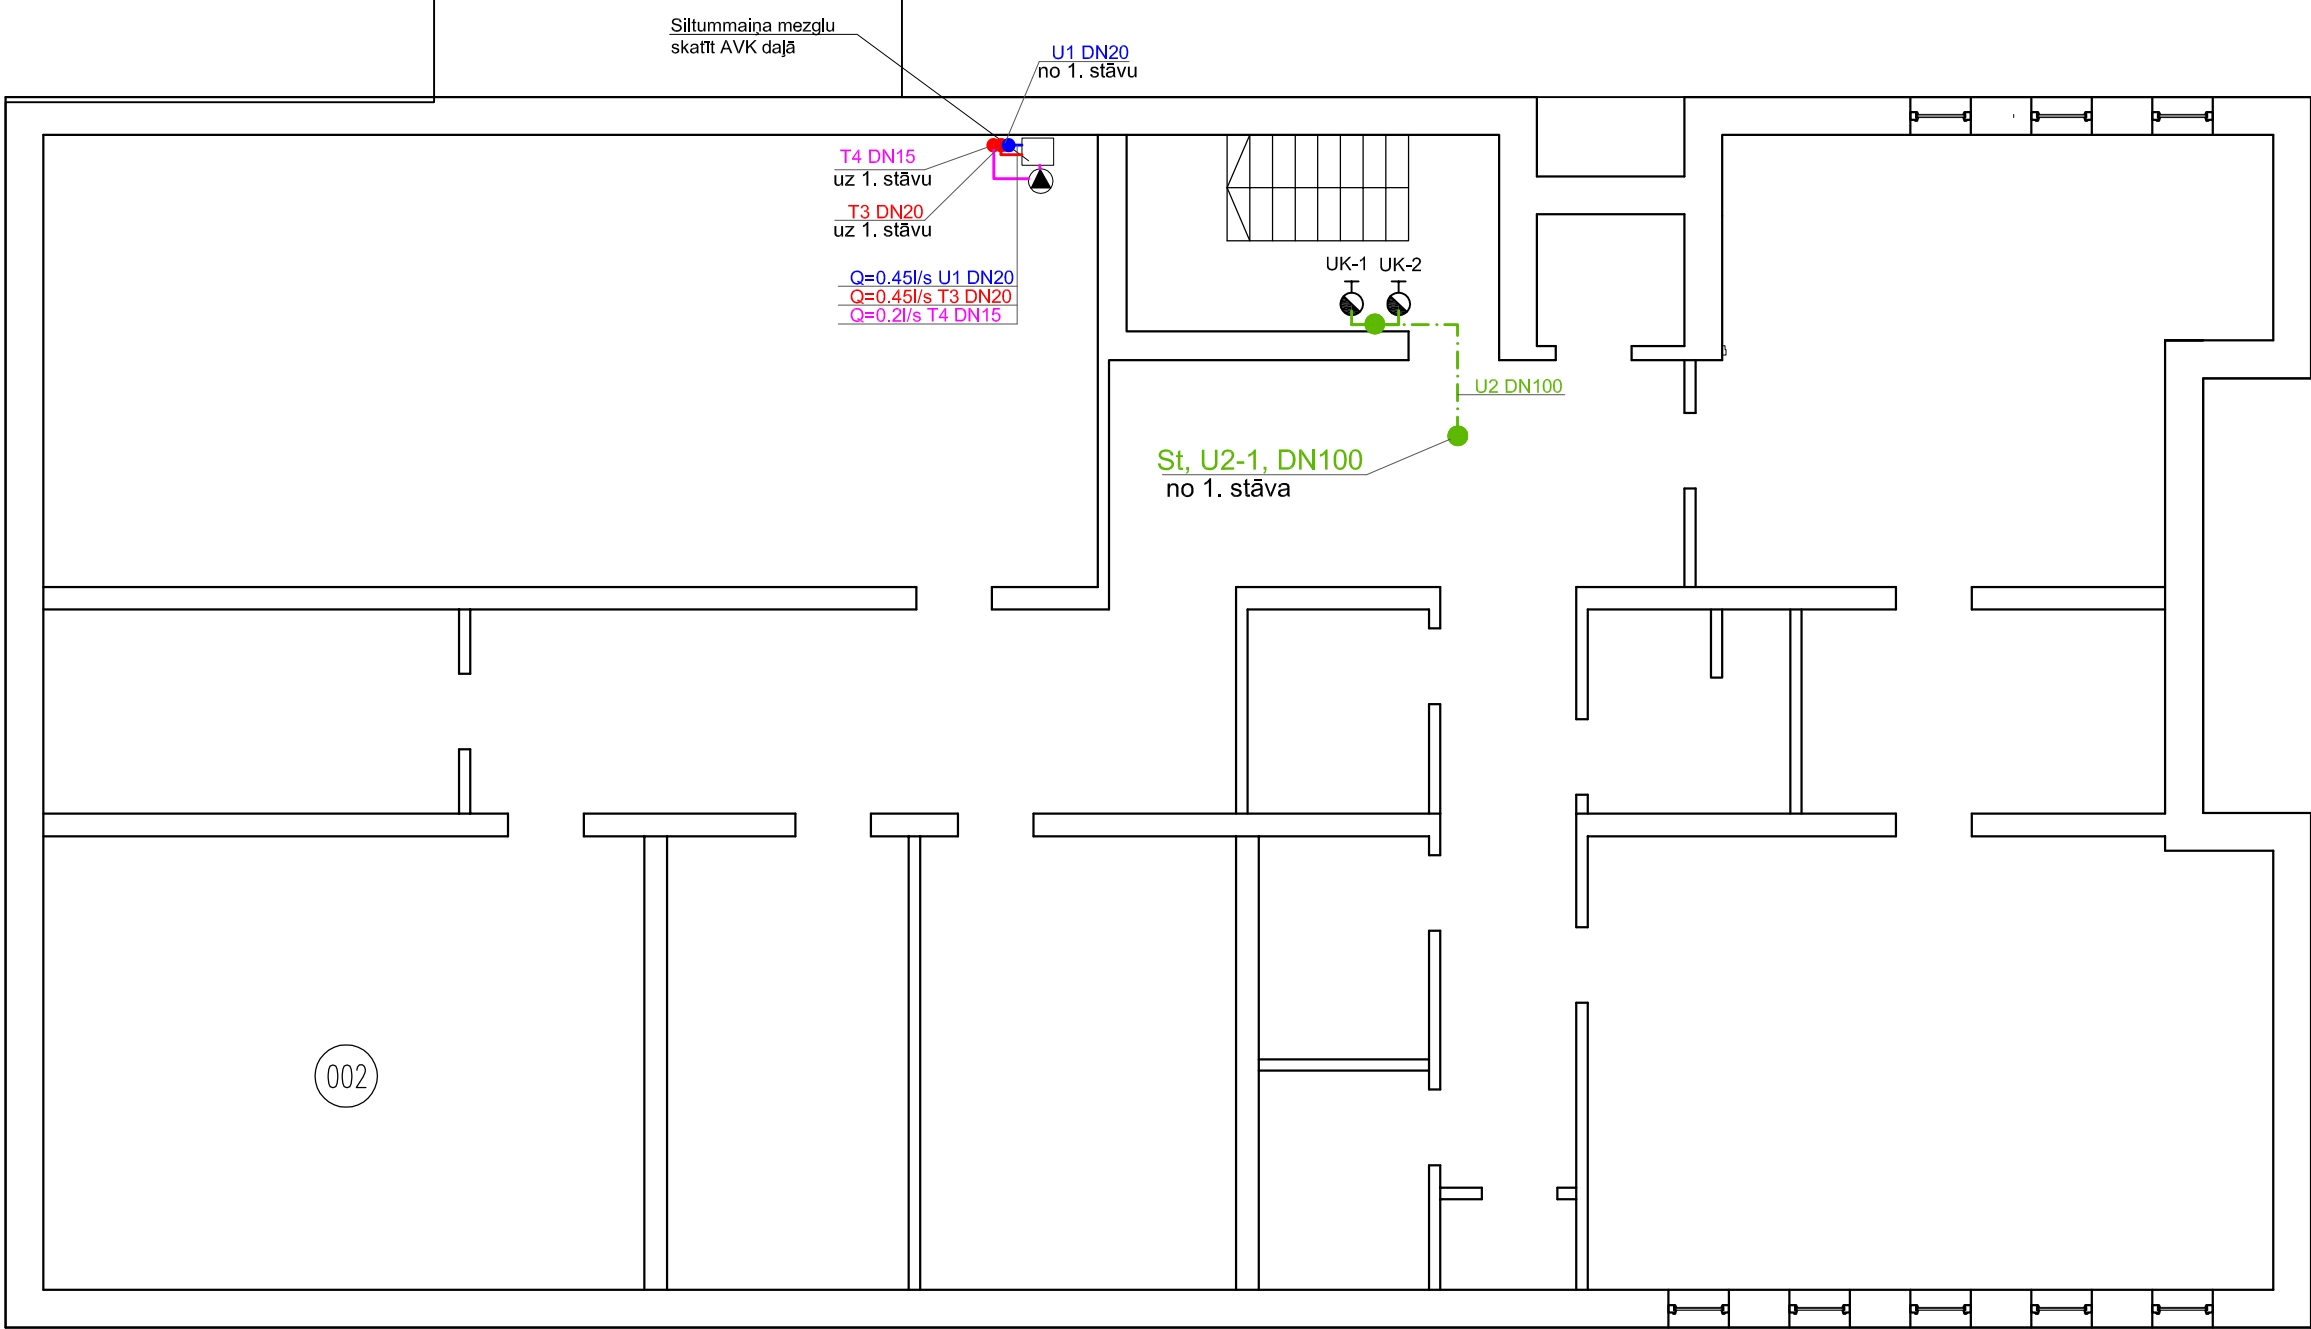 Siltummaiņa mezglu
skatīt AVK daļā
U1 DN20
no 1. stāvu
T4 DN15
uz 1. stāvu
T3 DN20
uz 1. stāvu
Q=0.45l/s U1 DN20
Q=0.45l/s T3 DN20
Q=0.2l/s T4 DN15
UK-1 UK-2
U2 DN100
St, U2-1, DN100
no 1. stāva
002